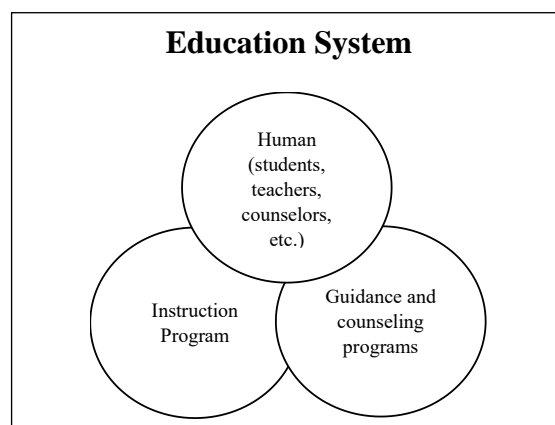 Education System
Human
(students,
teachers,
counselors,
etc.)
Instruction
Program
Guidance and
counseling
programs